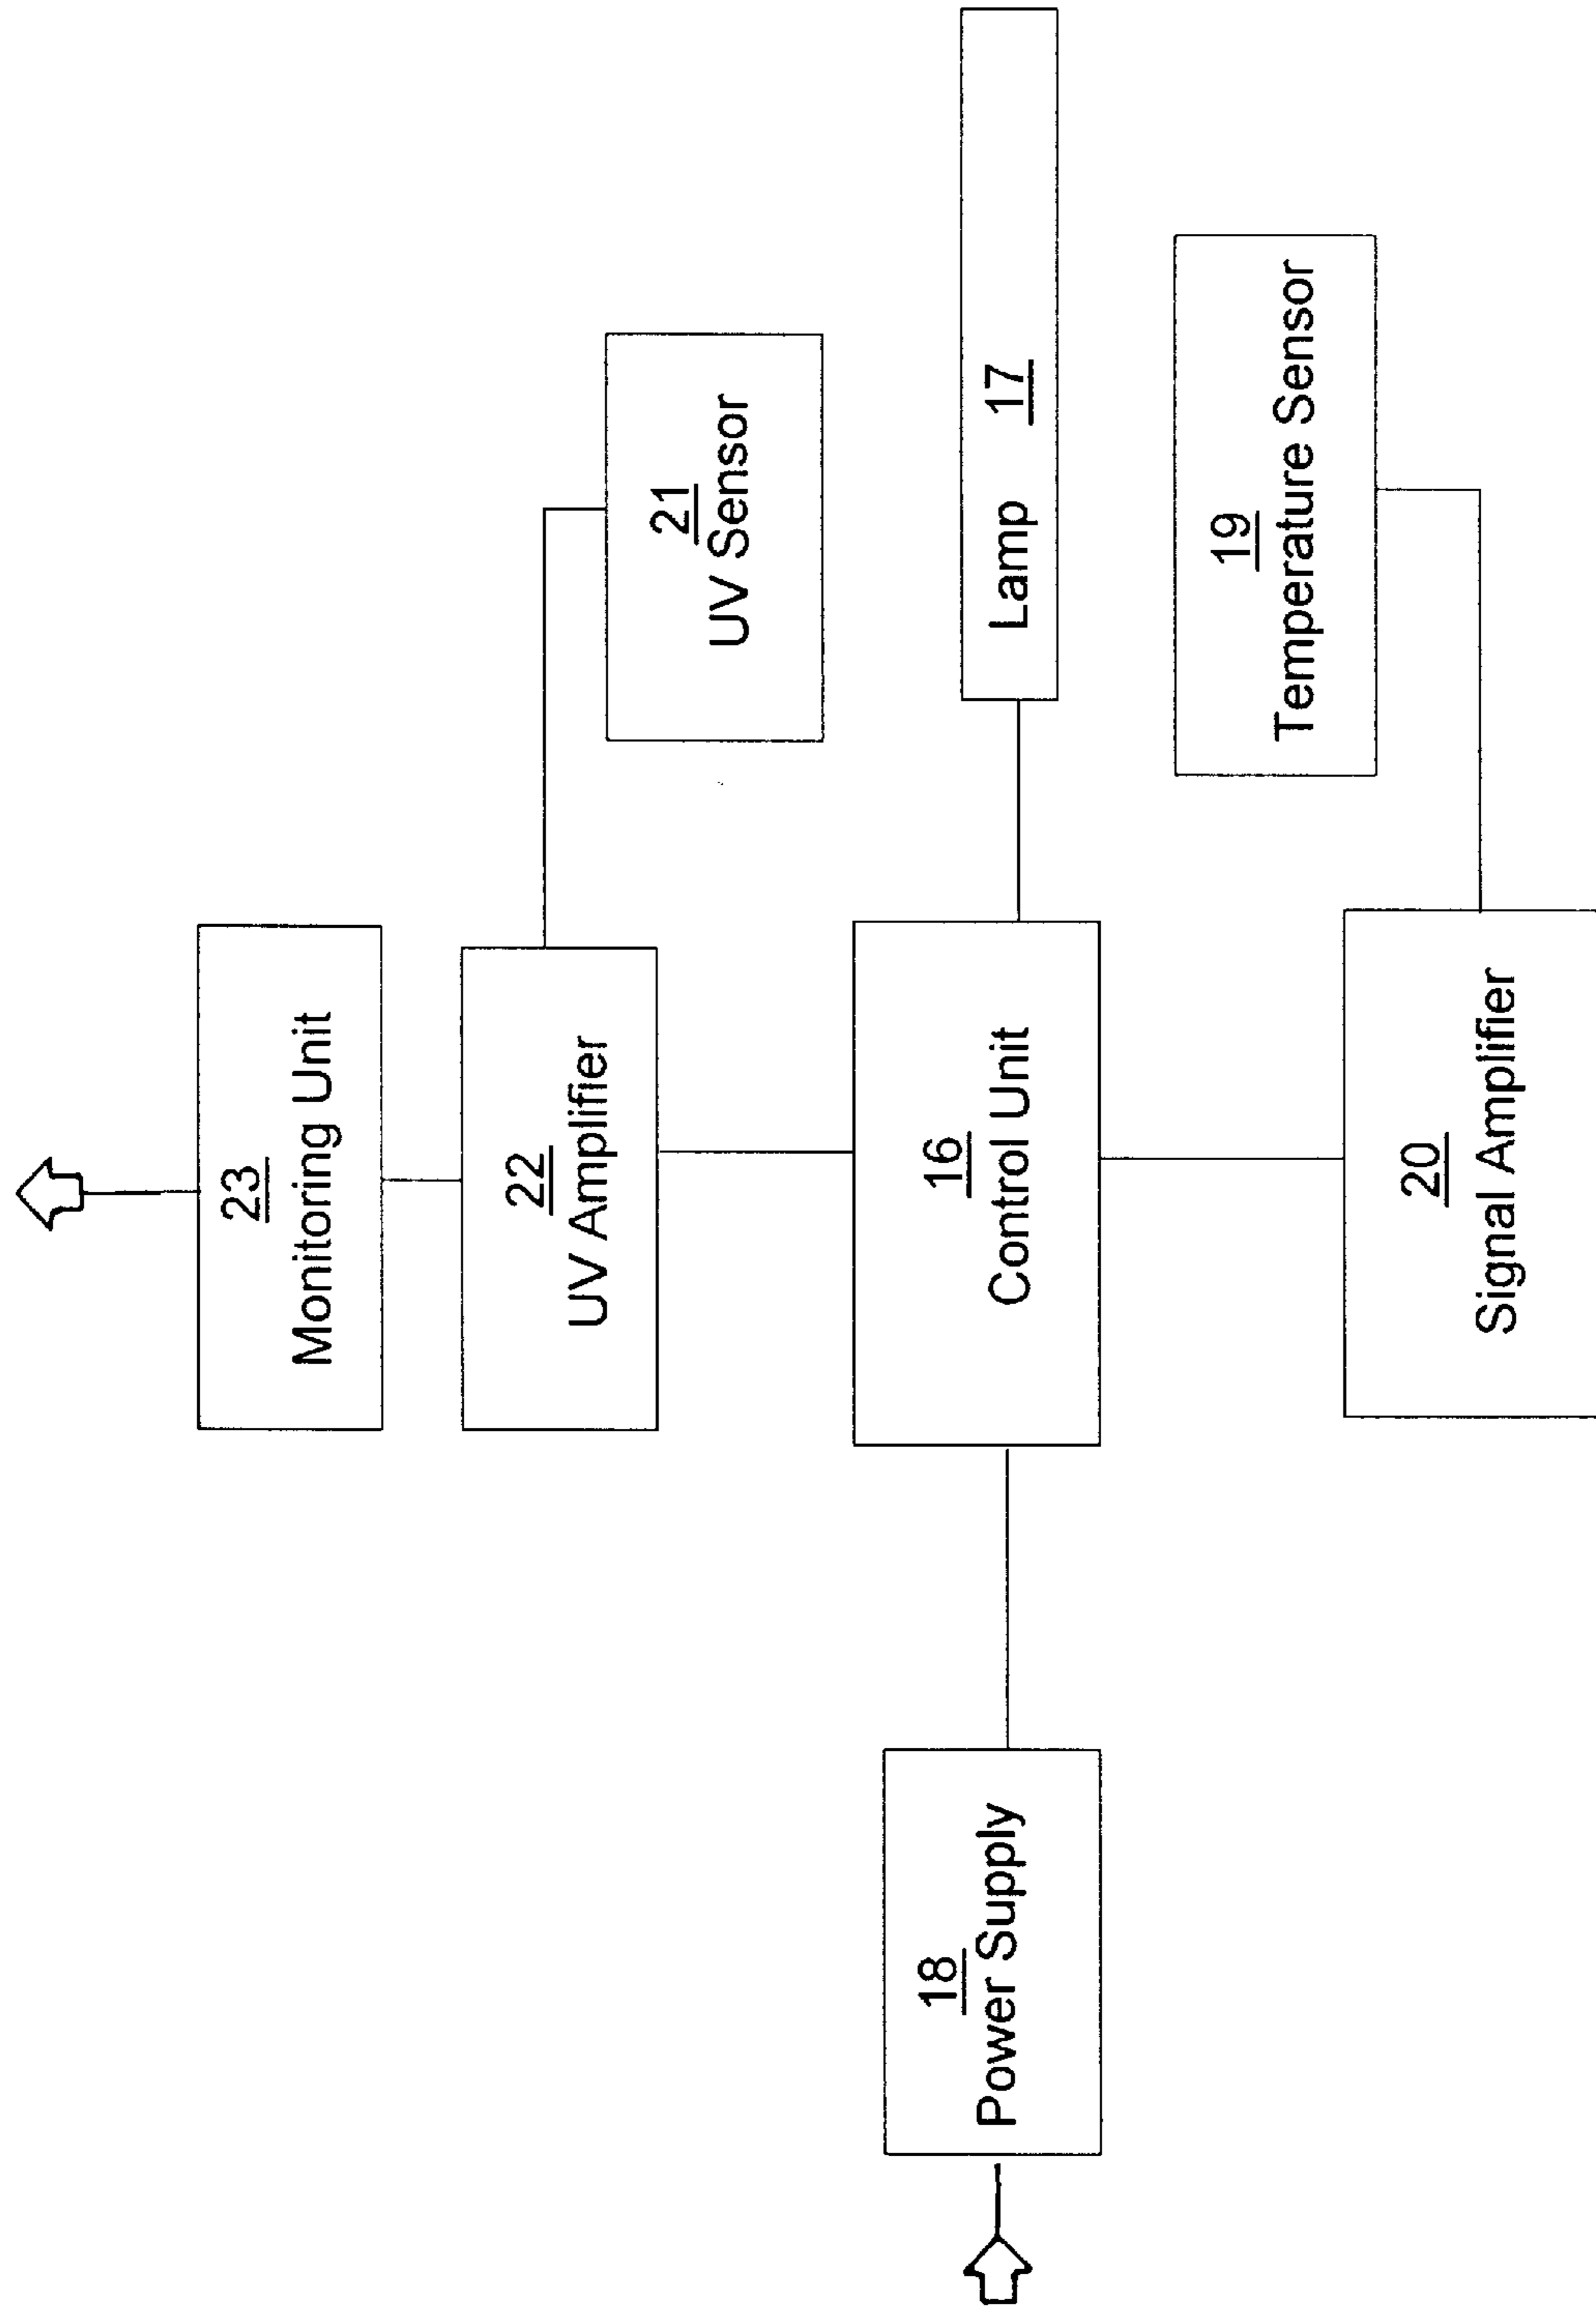 23
Monitoring Unit
22
UV Amplifier
21
UV Sensor
18
Power Supply
16
Control Unit
Lamp 17
19
Temperature Sensor
20
Signal Amplifier